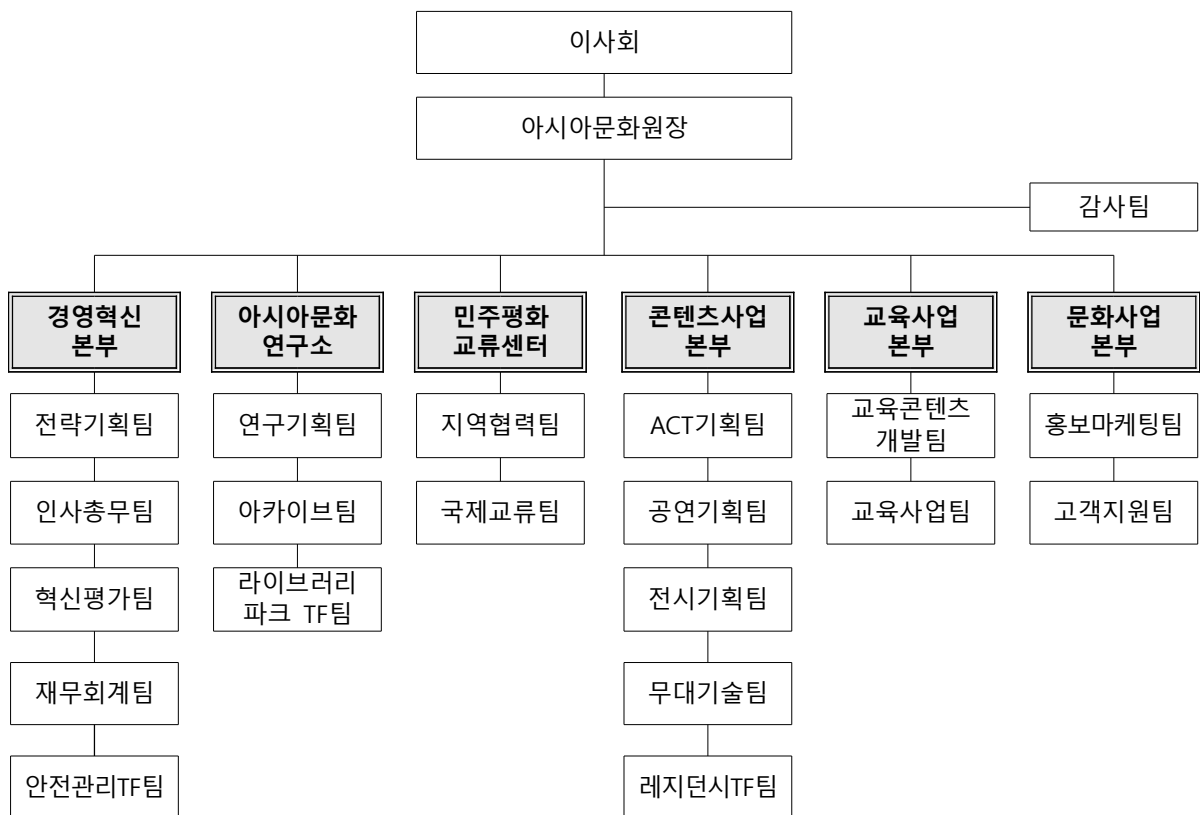 이사회
아시아문화원장
감사팀
경영혁신
본부
아시아문화
연구소
민주평화
교류센터
콘텐츠사업
본부
교육사업
본부
문화사업
본부
전략기획팀
연구기획팀
지역협력팀
ACT기획팀
교육콘텐츠
개발팀
홍보마케팅팀
인사총무팀
아카이브팀
국제교류팀
공연기획팀
교육사업팀
고객지원팀
혁신평가팀
라이브러리
파크 TF팀
전시기획팀
재무회계팀
무대기술팀
안전관리TF팀
레지던시TF팀